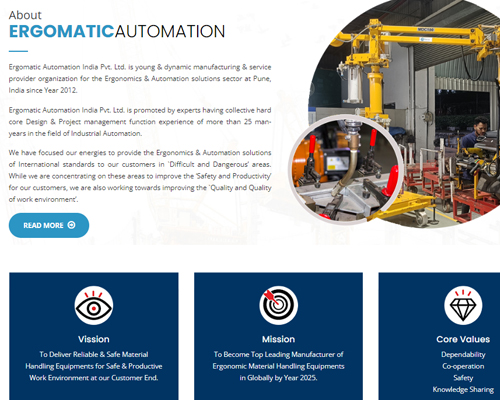 About
ERGOMATICAUTOMATION
Ergomatic Automation India Pvt. Ltd. is young & dynamic manufacturing & service
provider organization for the Ergonomics & Automation solutions sector at Pune,
India since Year 2012.
Ergomatic Automation India Pvt. Ltd. is promoted by experts having collective hard
core Design & Project management function experience of more than 25 man-
years in the field of Industrial Automation.
We have focused our energies to provide the Ergonomics & Automation solutions
of International standards to our customers in 'Difficult and Dangerous' areas.
While we are concentrating on these areas to improve the 'Safety and Productivity'
for our customers, we are also working towards improving the 'Quality and Quality
of work environment'.
READ MORE
Vission
To Deliver Reliable & Safe Material
Handling Equipments for Safe & Productive
Work Environment at our Customer End.
Mission
To Become Top Leading Manufacturer of
Ergonomic Material Handling Equipments
in Globally by Year 2025.
Core Values
Dependability
Co-operation
Safety
Knowledge Sharing